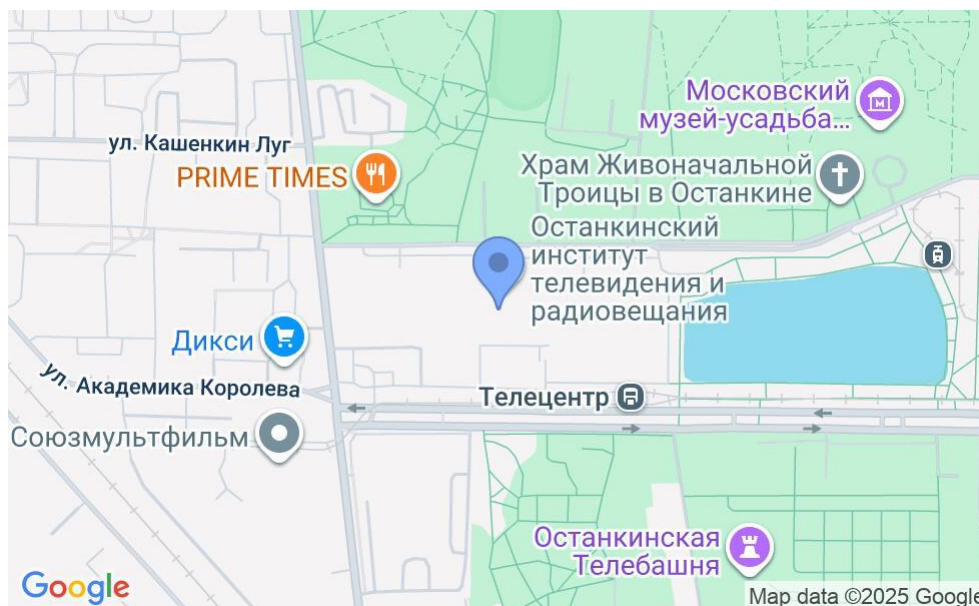 Московский
музей-усадьба...
ул. Кашенкин Луг
PRIME TIMES
Храм Живоначальной
Троицы в Останкине
Останкинский
институт
телевидения и
радиовещания
Дикси
ул. Академика Королева
Телецентр
Союзмультфильм
Останкинская
Телебашня
Google
Map data ©2025 Google